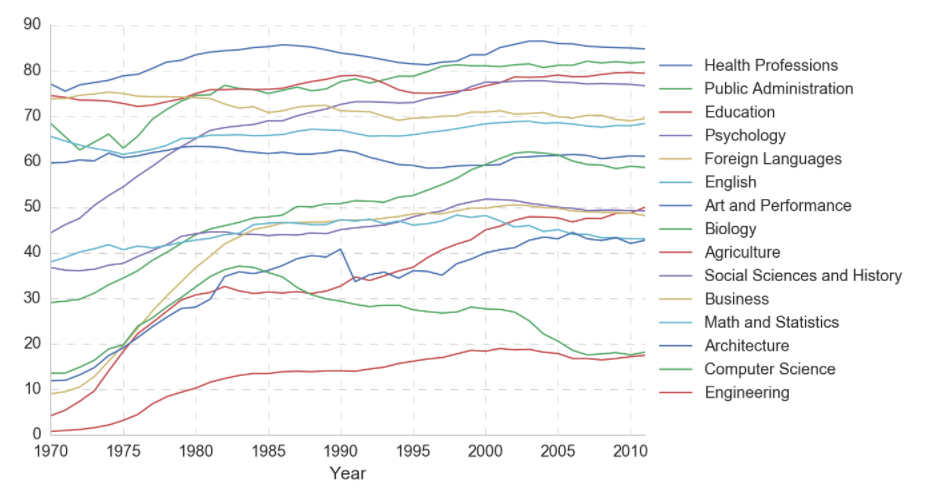 90
80
70
60
50
40
30
20
10
0
1970 1975 1980 1985 1990 1995 2000 2005 2010
Year
Health Professions
Public Administration
Education
Psychology
Foreign Languages
English
Art and Performance
Biology
Agriculture
Social Sciences and History
Business
Math and Statistics
Architecture
Computer Science
Engineering